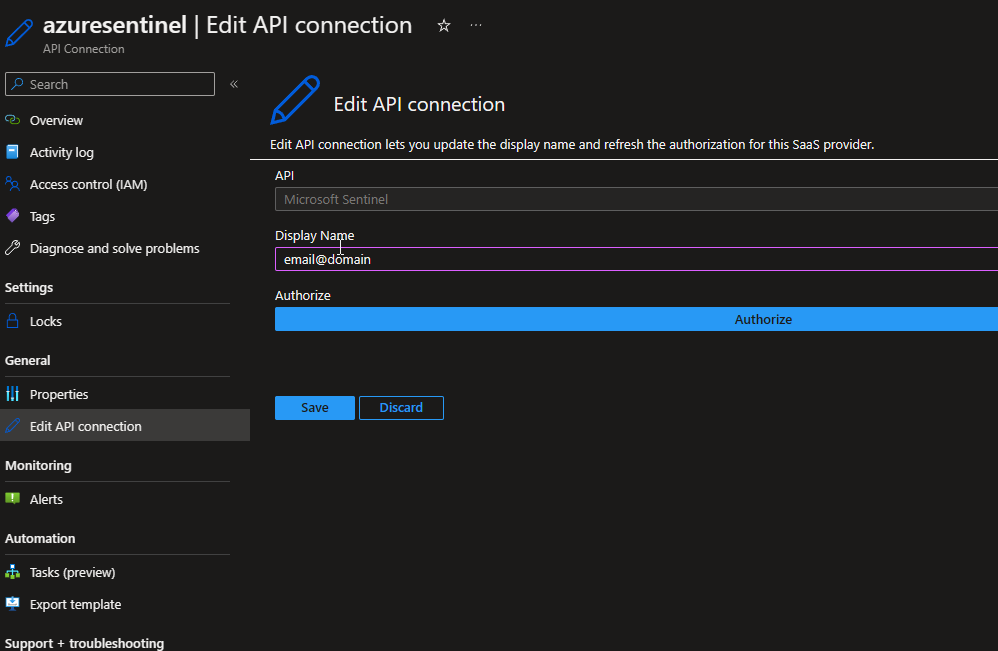 azuresentinel | Edit API connection
API Connection
Search
Overview
Activity log
Access control (IAM)
Tags
Diagnose and solve problems
Settings
Locks
General
Properties
Edit API connection
Monitoring
Alerts
Automation
Tasks (preview)
Export template
Support + troubleshooting
Edit API connection
Edit API connection lets you update the display name and refresh the authorization for this SaaS provider.
API
Microsoft Sentinel
Display Name
email@domain
Authorize
Authorize
Save
Discard